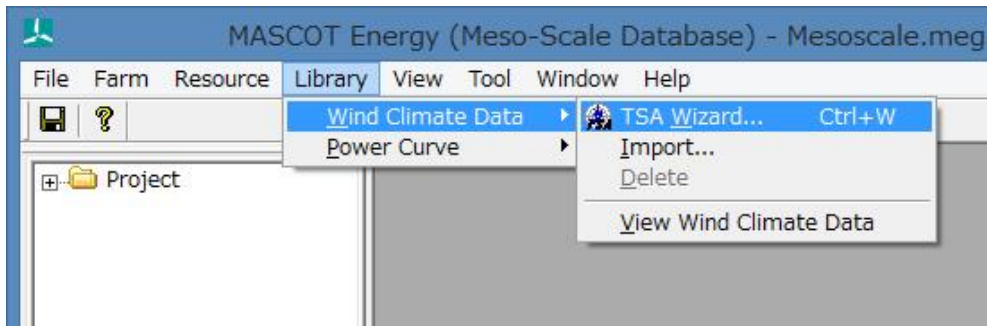 MASCOT Energy (Meso-Scale Database) - Mesoscale.meg
File Farm Resource Library View Tool Window Help
Wind Climate Data TSA Wizard... Ctrl+W
Power Curve Import...
Project Delete
View Wind Climate Data